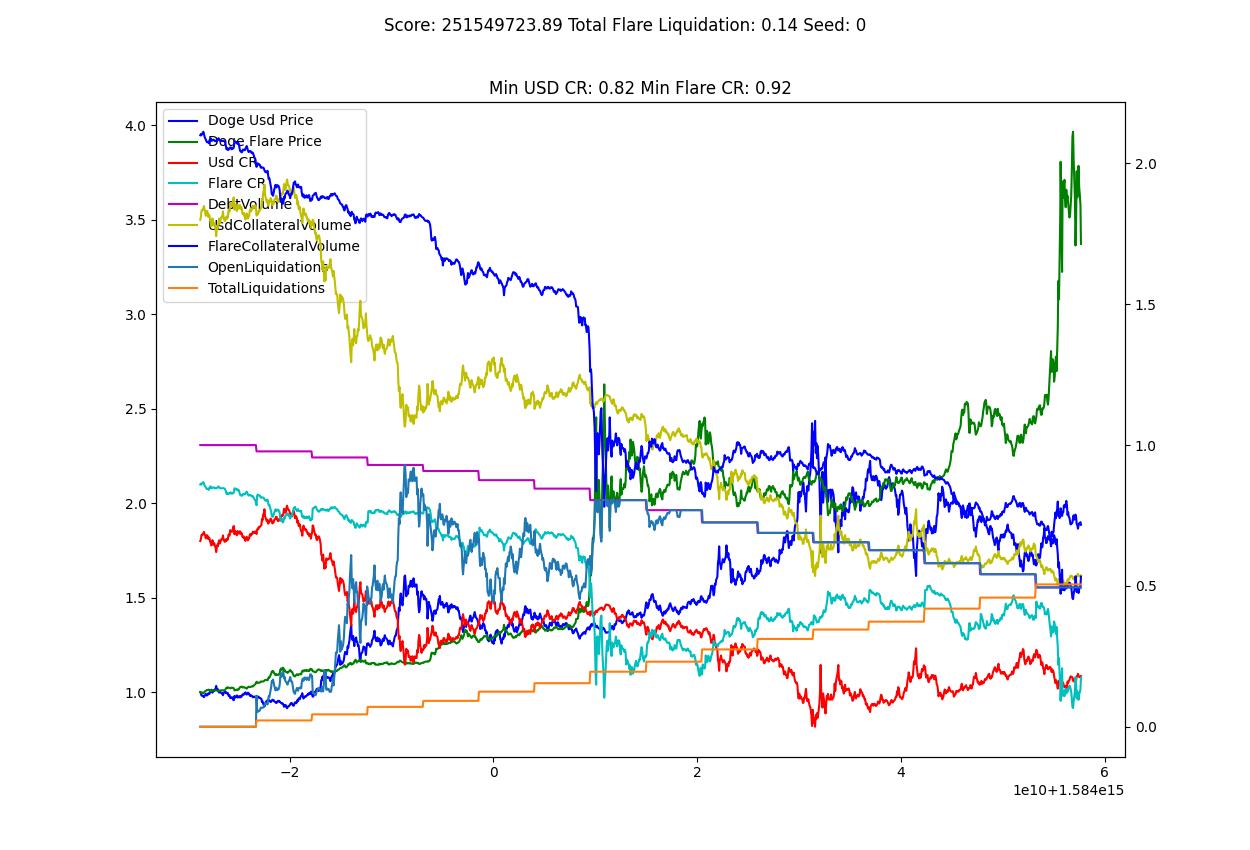 Score: 251549723.89 Total Flare Liquidation: 0.14 Seed: 0
Min USD CR: 0.82 Min Flare CR: 0.92
Doge Usd Price
Doge Flare Price
Usd CR
Flare CR
DebtVolume
UsdCollateralVolume
FlareCollateralVolume
OpenLiquidations
TotalLiquidations
4.0
3.5
3.0
2.5
2.0
1.5
1.0
2.0
1.5
1.0
0.5
0.0
−2
0
2
4
6
1e10+1.584e15